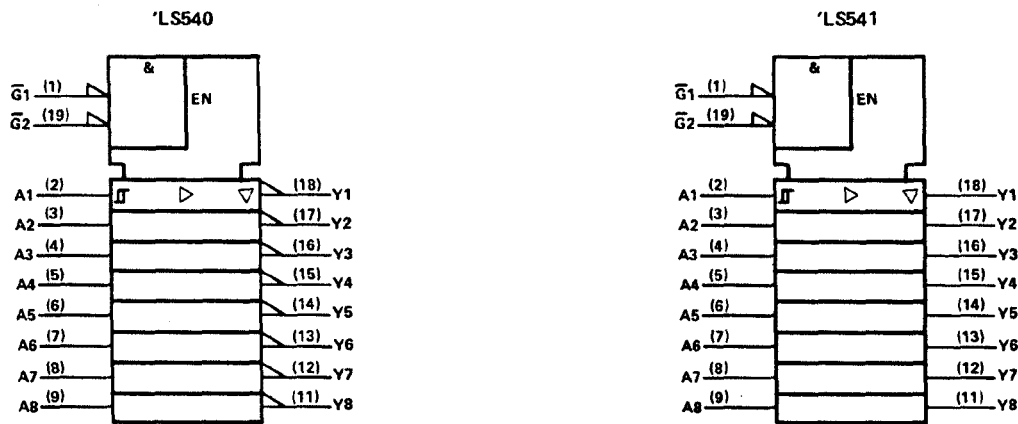 'LS540
&
EN
G̅1 (1)
G̅2 (19)
A1 (2) (18) Y1
A2 (3) (17) Y2
A3 (4) (16) Y3
A4 (5) (15) Y4
A5 (6) (14) Y5
A6 (7) (13) Y6
A7 (8) (12) Y7
A8 (9) (11) Y8
'LS541
&
EN
G̅1 (1)
G̅2 (19)
A1 (2) (18) Y1
A2 (3) (17) Y2
A3 (4) (16) Y3
A4 (5) (15) Y4
A5 (6) (14) Y5
A6 (7) (13) Y6
A7 (8) (12) Y7
A8 (9) (11) Y8